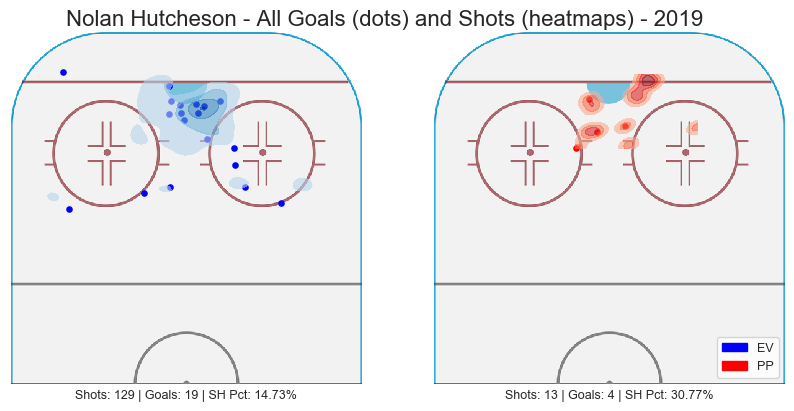 Nolan Hutcheson - All Goals (dots) and Shots (heatmaps) - 2019
EV
PP
Shots: 129 | Goals: 19 | SH Pct: 14.73%
Shots: 13 | Goals: 4 | SH Pct: 30.77%